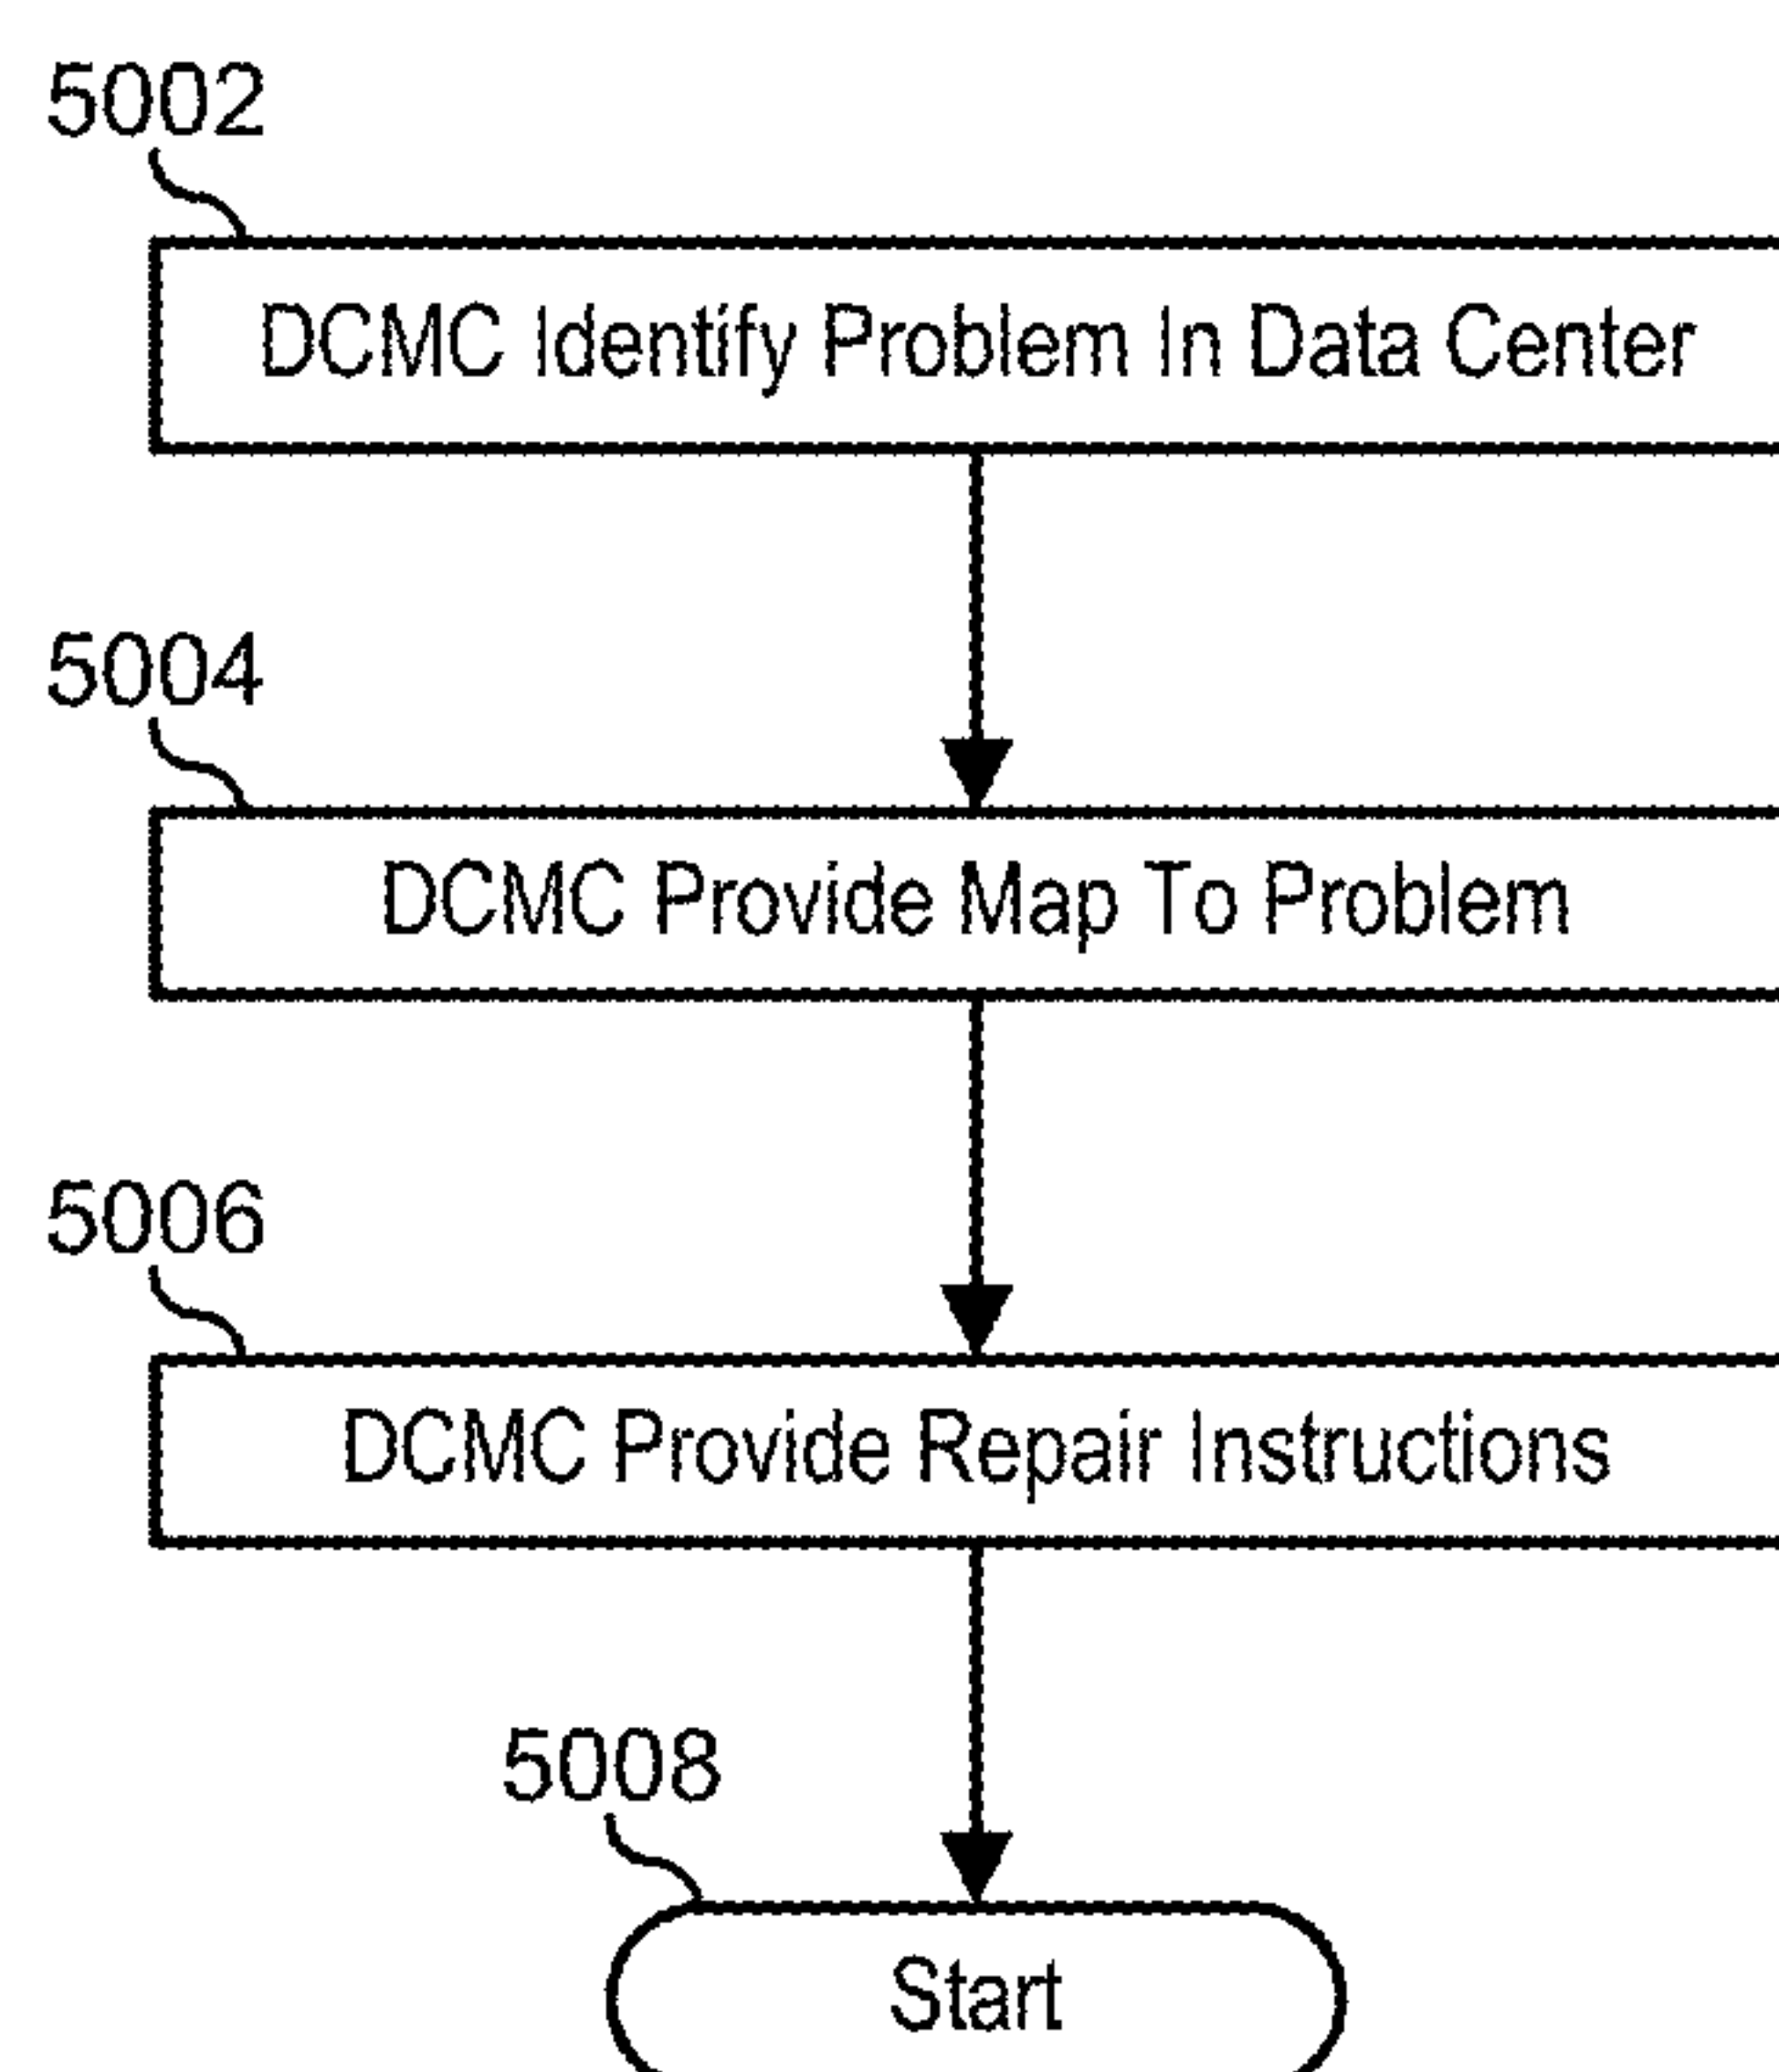 5002
DCMC Identify Problem In Data Center
5004
DCMC Provide Map To Problem
5006
DCMC Provide Repair Instructions
5008
Start